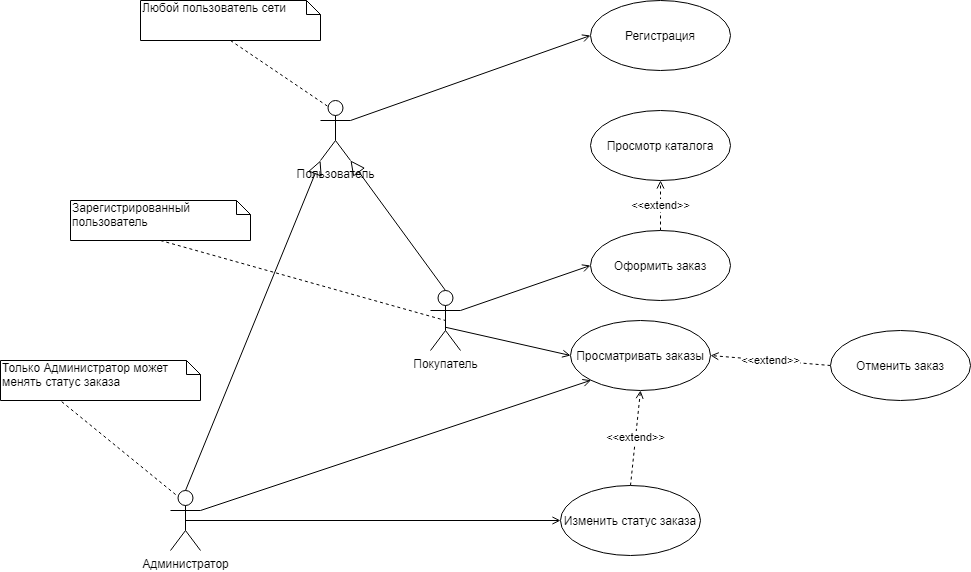 Любой пользователь сети
Регистрация
Просмотр каталога
Пользователь
<<extend>>
Зарегистрированный
пользователь
Оформить заказ
Просматривать заказы
<<extend>>
Отменить заказ
Покупатель
Только Администратор может
менять статус заказа
<<extend>>
Изменить статус заказа
Администратор